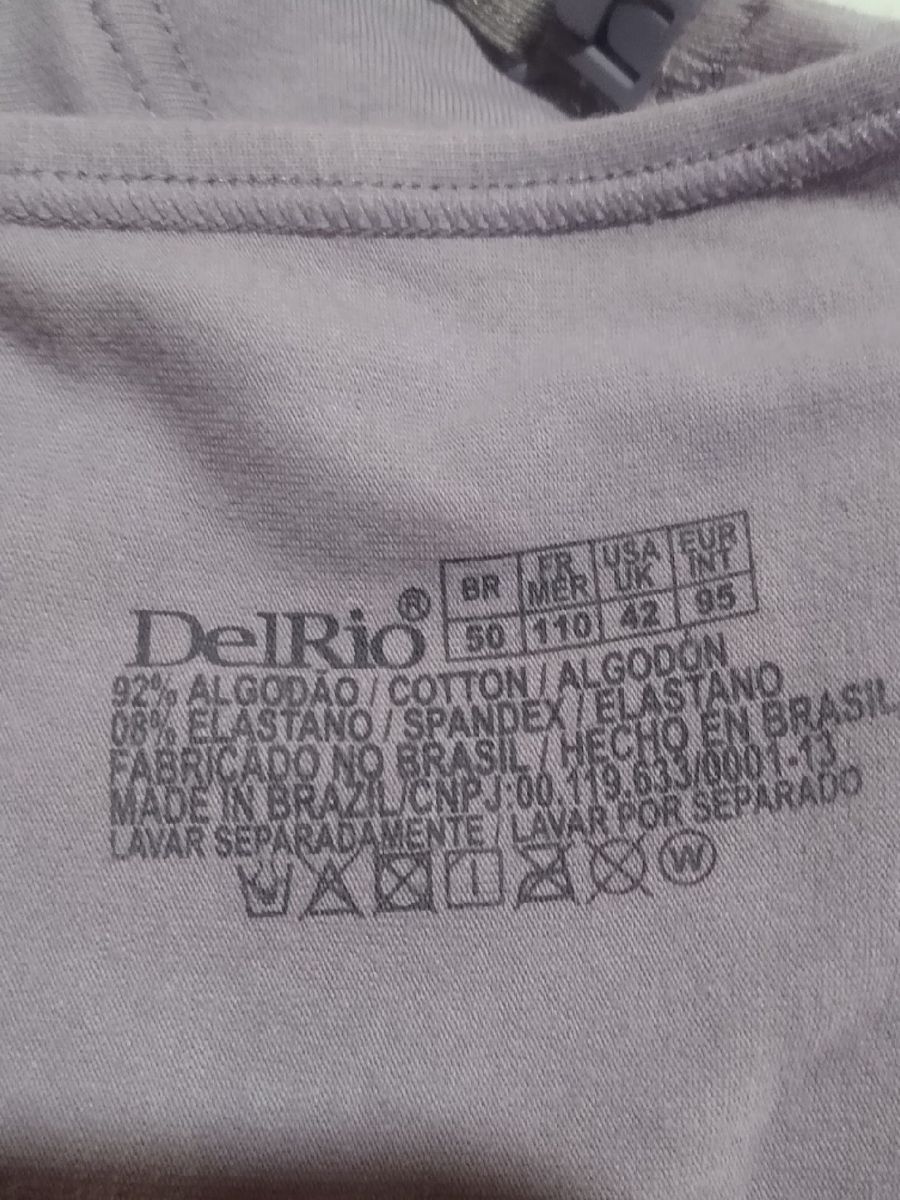 DelRio®
BR FR MER USA UK EUR INT
50 110 42 95
92% ALGODÃO / COTTON / ALGODÓN
08% ELASTANO / SPANDEX / ELASTANO
FABRICADO NO BRASIL / HECHO EN BRASIL
MADE IN BRAZIL/CNPJ:00.119.633/0001-13
LAVAR SEPARADAMENTE / LAVAR POR SEPARADO
W